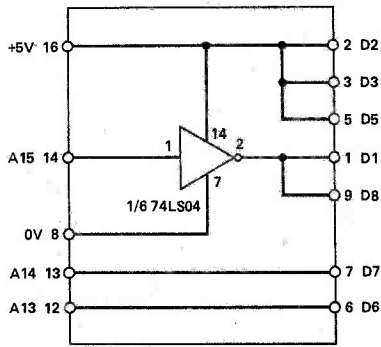 +5V 16
2 D2
3 D3
14
5 D5
A15 14
1
2
1 D1
7
9 D8
1/6 74LS04
0V 8
A14 13
7 D7
A13 12
6 D6